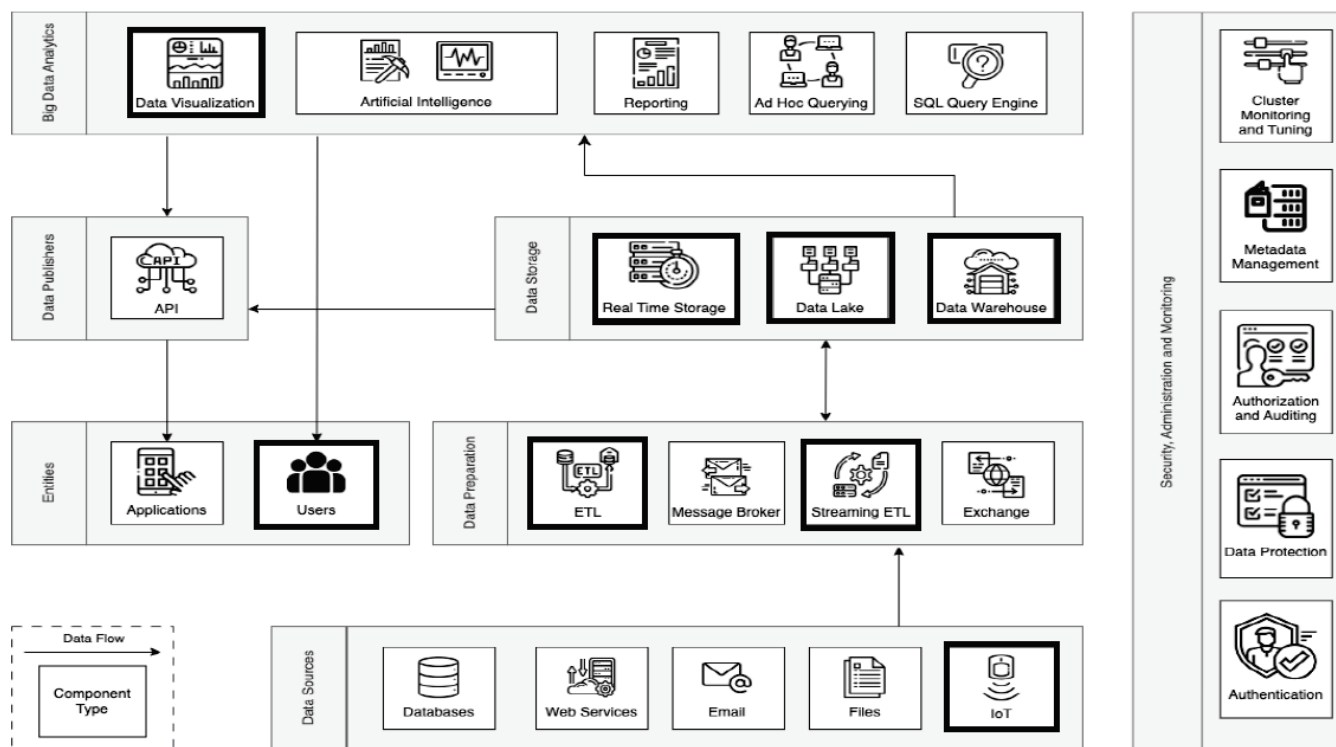 Big Data Analytics
Data Visualization
Artificial Intelligence
Reporting
Ad Hoc Querying
SQL Query Engine
Data Publishers
API
API
Data Storage
Real Time Storage
Data Lake
Data Warehouse
Entities
Applications
Users
Data Preparation
ETL
ETL
Message Broker
Streaming ETL
Exchange
Data Flow
Component
Type
Data Sources
Databases
Web Services
Email
Files
IoT
Security, Administration and Monitoring
Cluster
Monitoring
and Tuning
Metadata
Management
Authorization
and Auditing
Data Protection
Authentication